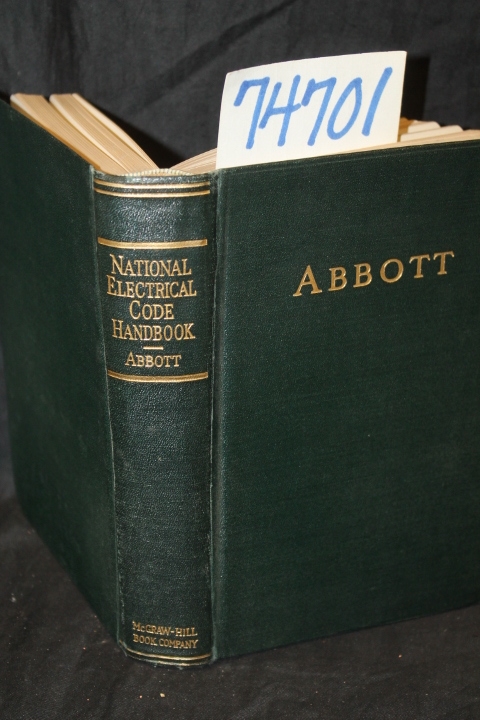 74701
NATIONAL
ELECTRICAL
CODE
HANDBOOK
ABBOTT
MCGRAW-HILL
BOOK COMPANY
ABBOTT